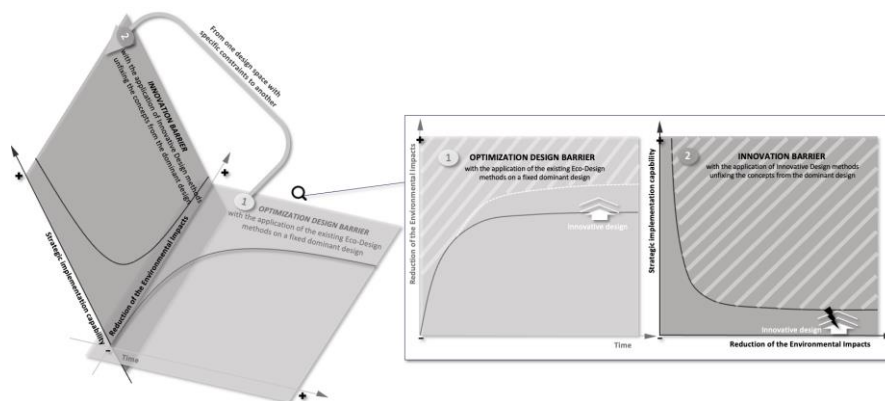 2
INNOVATION BARRIER
with the application of Innovative Design methods
unfixing the concepts from the dominant design
From one design space with
specific constraints to another
+
+
Strategic implementation capability
Reduction of the Environmental Impacts
1
OPTIMIZATION DESIGN BARRIER
with the application of the existing Eco-Design
methods on a fixed dominant design
-
Time
+
+
Reduction of the Environmental Impacts
1
OPTIMIZATION DESIGN BARRIER
with the application of the existing Eco-Design
methods on a fixed dominant design
Innovative design
-
Time
+
Strategic implementation capability
2
INNOVATION BARRIER
with the application of Innovative Design methods
unfixing the concepts from the dominant design
Innovative design
-
Reduction of the Environmental Impacts
+